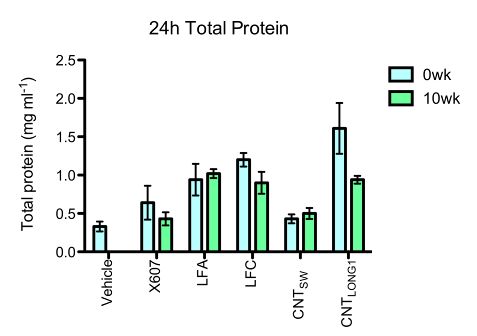 24h Total Protein
Total protein (mg ml-1)
2.5
2.0
1.5
1.0
0.5
0.0
Vehicle
X607
LFA
LFC
CNTSW
CNTLONG1
0wk
10wk